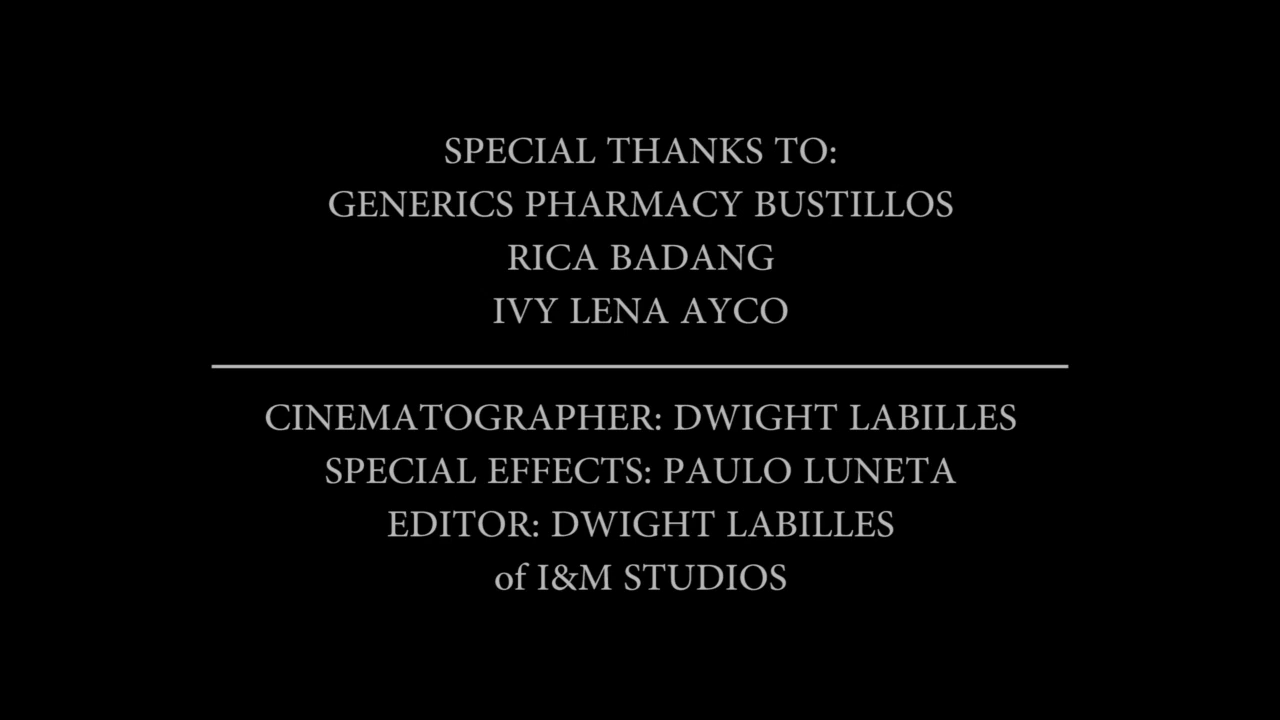 SPECIAL THANKS TO:
GENERICS PHARMACY BUSTILLOS
RICA BADANG
IVY LENA AYCO
CINEMATOGRAPHER: DWIGHT LABILLES
SPECIAL EFFECTS: PAULO LUNETA
EDITOR: DWIGHT LABILLES
of I&M STUDIOS